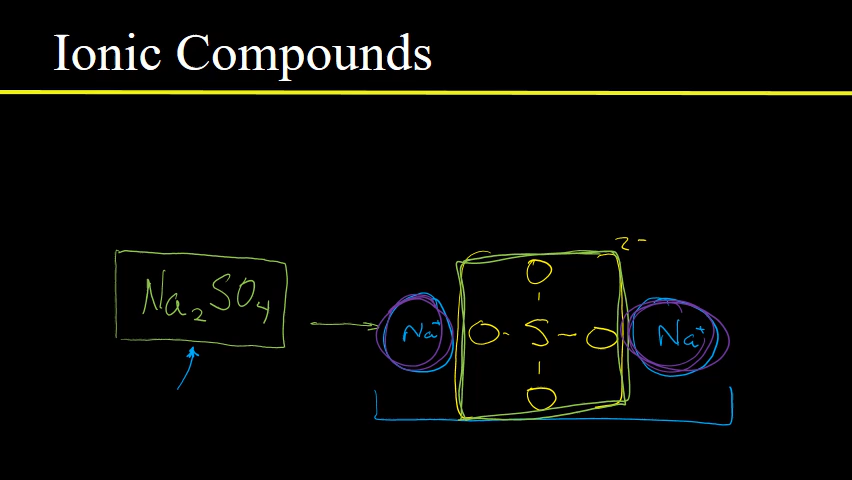 Ionic Compounds
Na₂SO₄
2-
O
Na⁺ O-S-O Na⁺
O